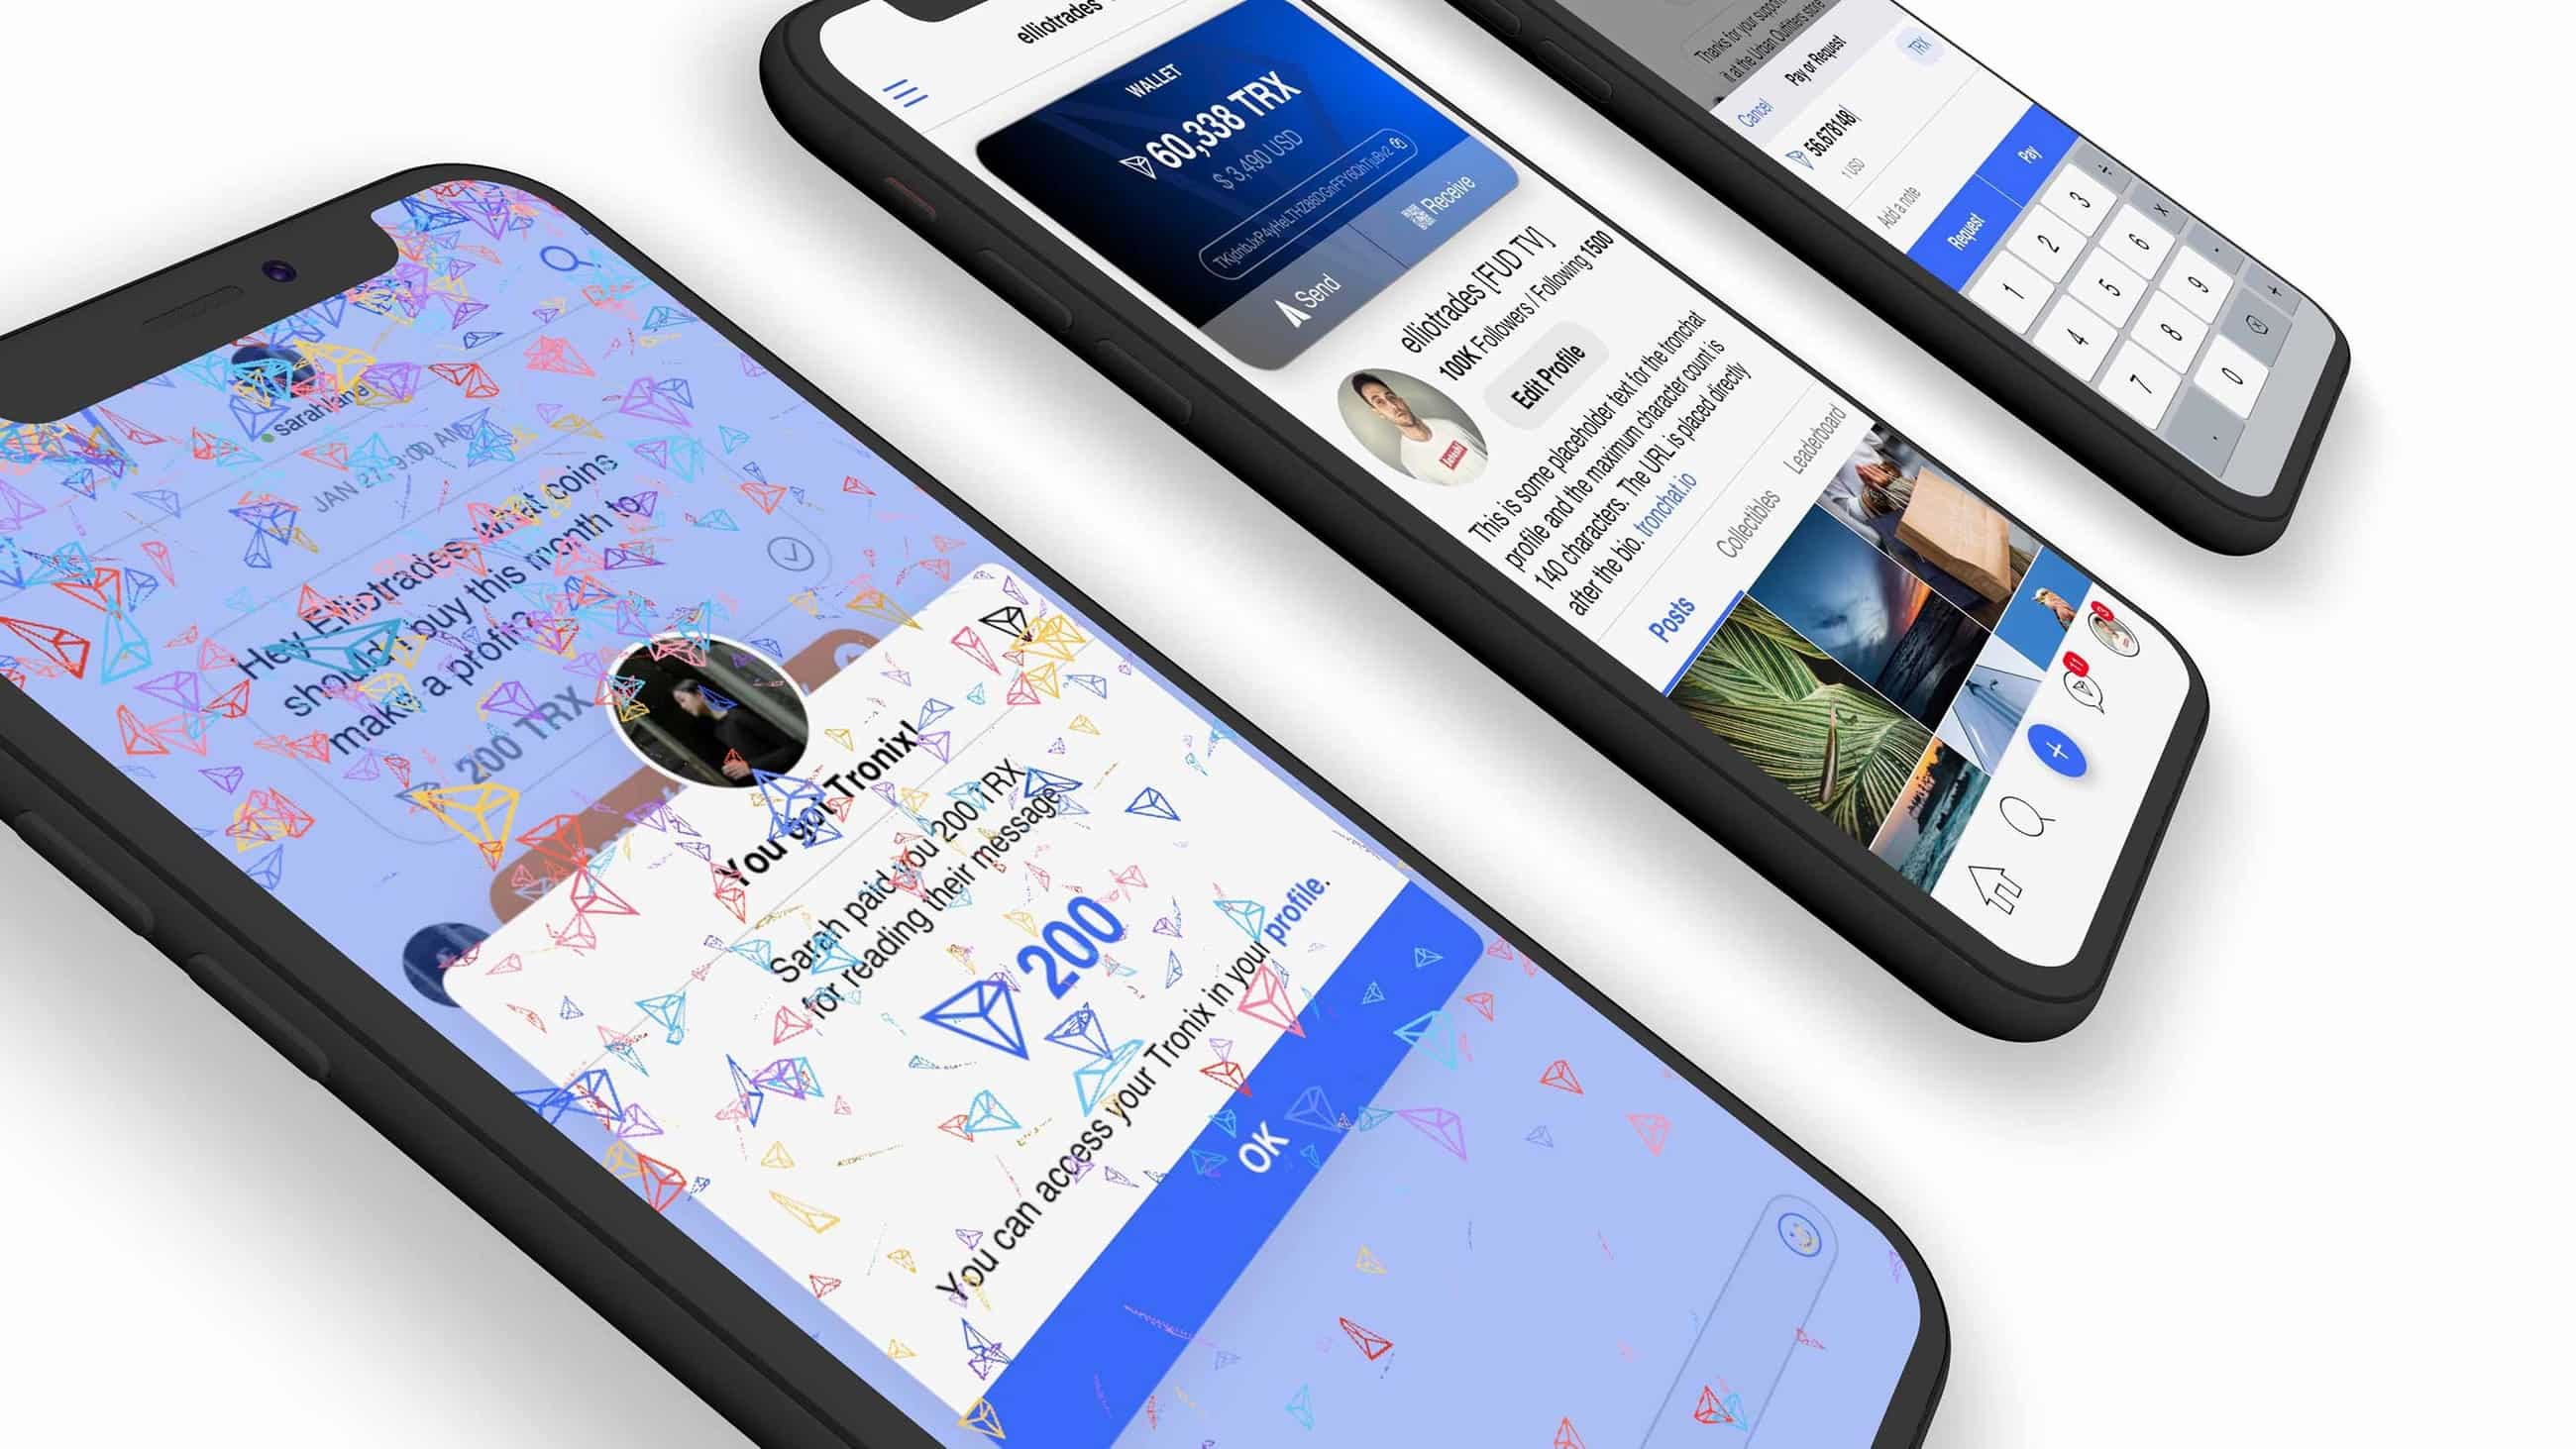 sarahlane
JAN 21, 9:00 AM
Hey Elliotrades, what coins
should I buy this month to
make a profit?
200 TRX
You got Tronix!
Sarah paid you 200 TRX
for reading their message
200
You can access your Tronix in your profile.
OK
elliotrades
WALLET
60,338 TRX
$ 3,490 USD
Send
Receive
elliotrades [FUD TV]
100K Followers / Following 1500
Edit Profile
This is some placeholder text for the tronchat
profile and the maximum character count is
140 characters. The URL is placed directly
after the bio. tronchat.io
Posts
Collectibles
Leaderboard
11
3
Thanks for your support
it at the Urban Outfitters store
Cancel
Pay or Request
TRX
56.678148
1 USD
Add a note
Request
Pay
1
2
3
÷
4
5
6
x
7
8
9
-
.
0
+